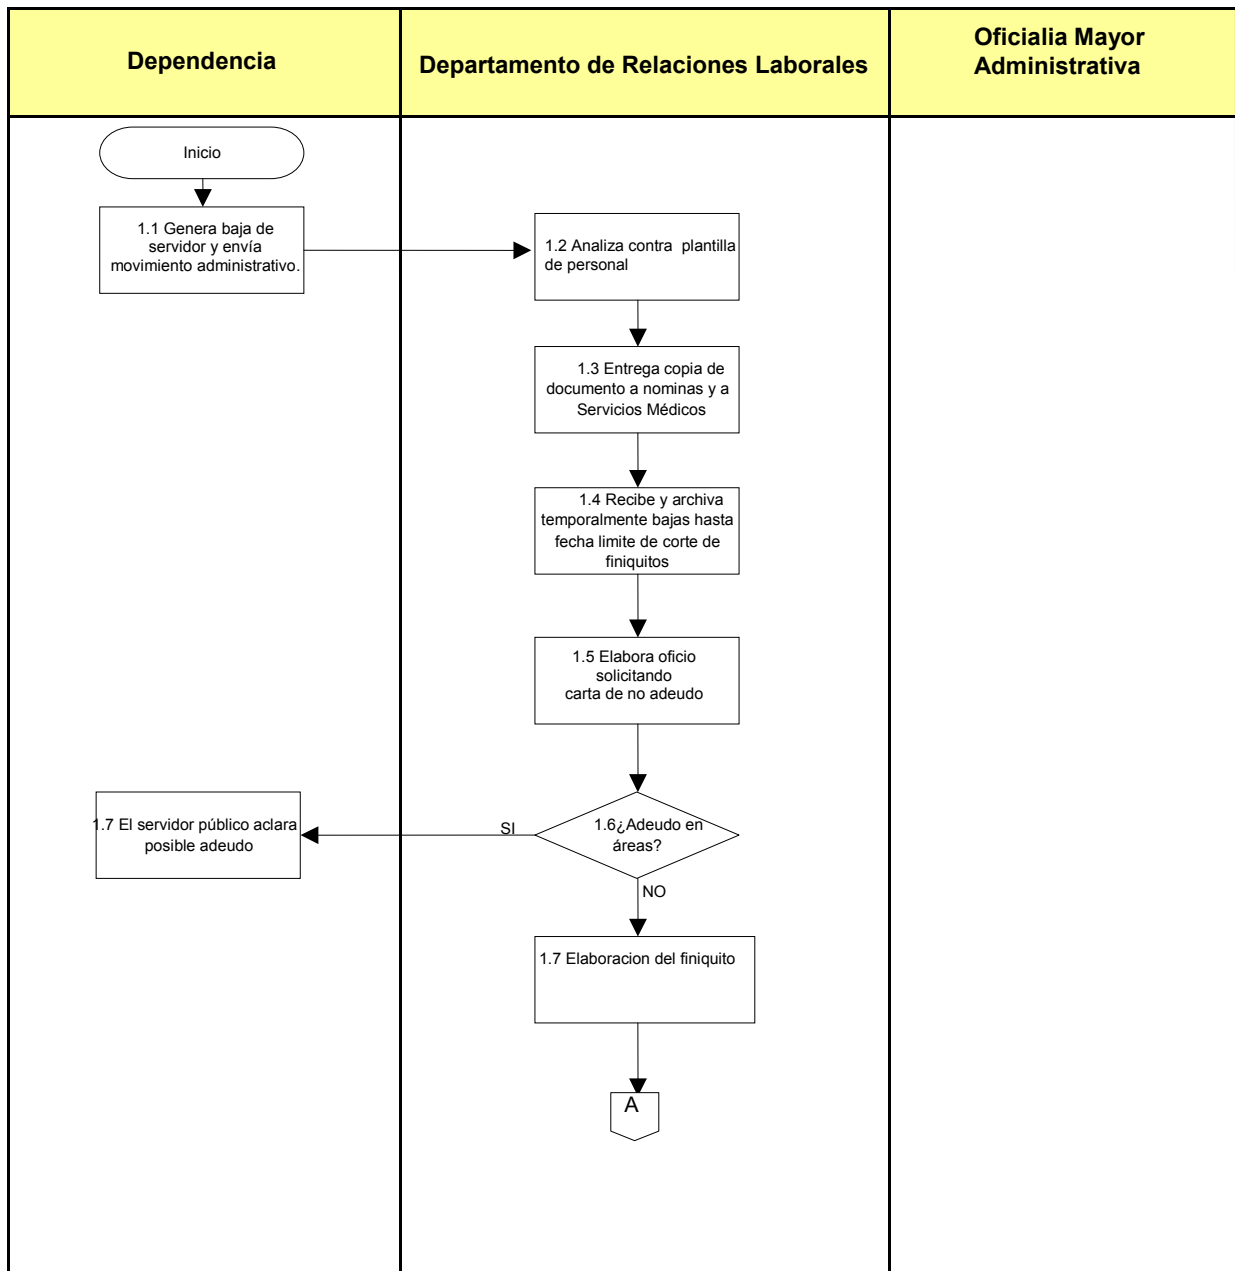 Dependencia
Departamento de Relaciones Laborales
Oficialia Mayor
Administrativa
Inicio
1.1 Genera baja de
servidor y envía
movimiento administrativo.
1.2 Analiza contra plantilla
de personal
1.3 Entrega copia de
documento a nominas y a
Servicios Médicos
1.4 Recibe y archiva
temporalmente bajas hasta
fecha limite de corte de
finiquitos
1.5 Elabora oficio
solicitando
carta de no adeudo
1.6¿Adeudo en
áreas?
SI
1.7 El servidor público aclara
posible adeudo
NO
1.7 Elaboracion del finiquito
A